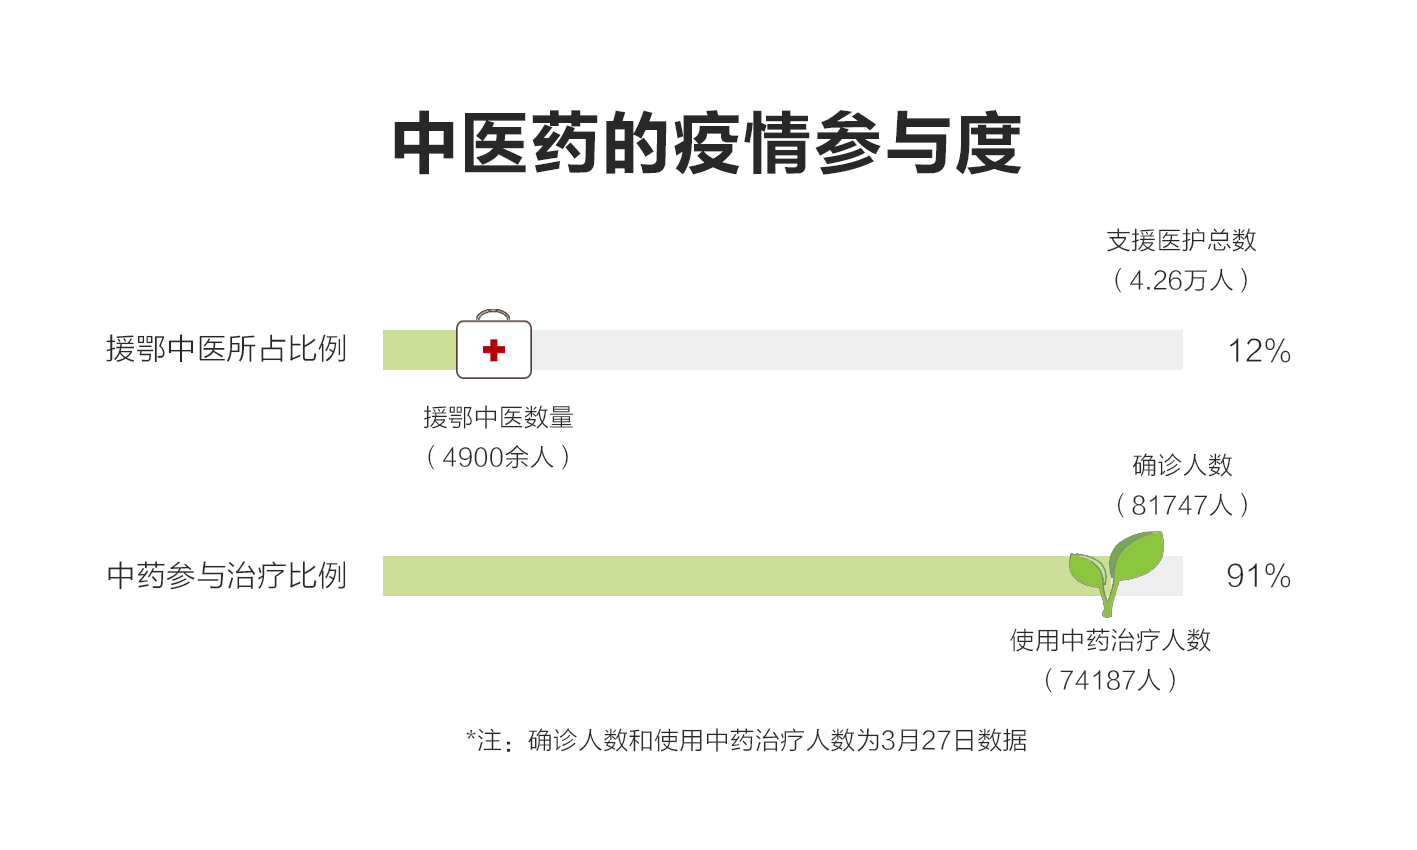 中医药的疫情参与度
支援医护总数
（4.26万人）
援鄂中医所占比例
12%
援鄂中医数量
（4900余人）
确诊人数
（81747人）
中药参与治疗比例
91%
使用中药治疗人数
（74187人）
*注：确诊人数和使用中药治疗人数为3月27日数据